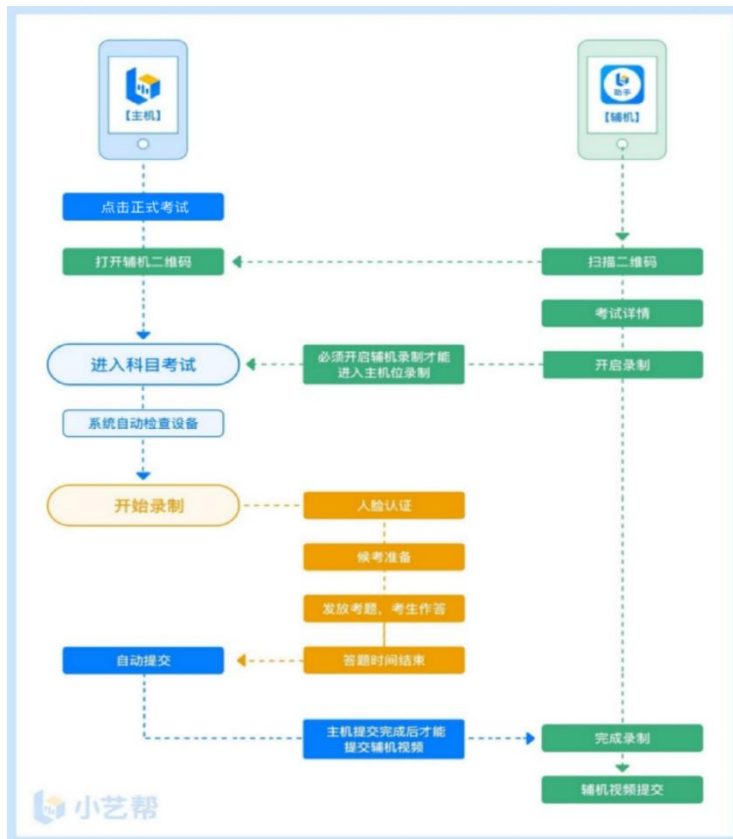 【主机】
助手
【辅机】
点击正式考试
打开辅机二维码
扫描二维码
考试详情
进入科目考试
必须开启辅机录制才能
进入主机位录制
开启录制
系统自动检查设备
开始录制
人脸认证
候考准备
发放考题，考生作答
自动提交
答题时间结束
主机提交完成后才能
提交辅机视频
完成录制
辅机视频提交
小艺帮